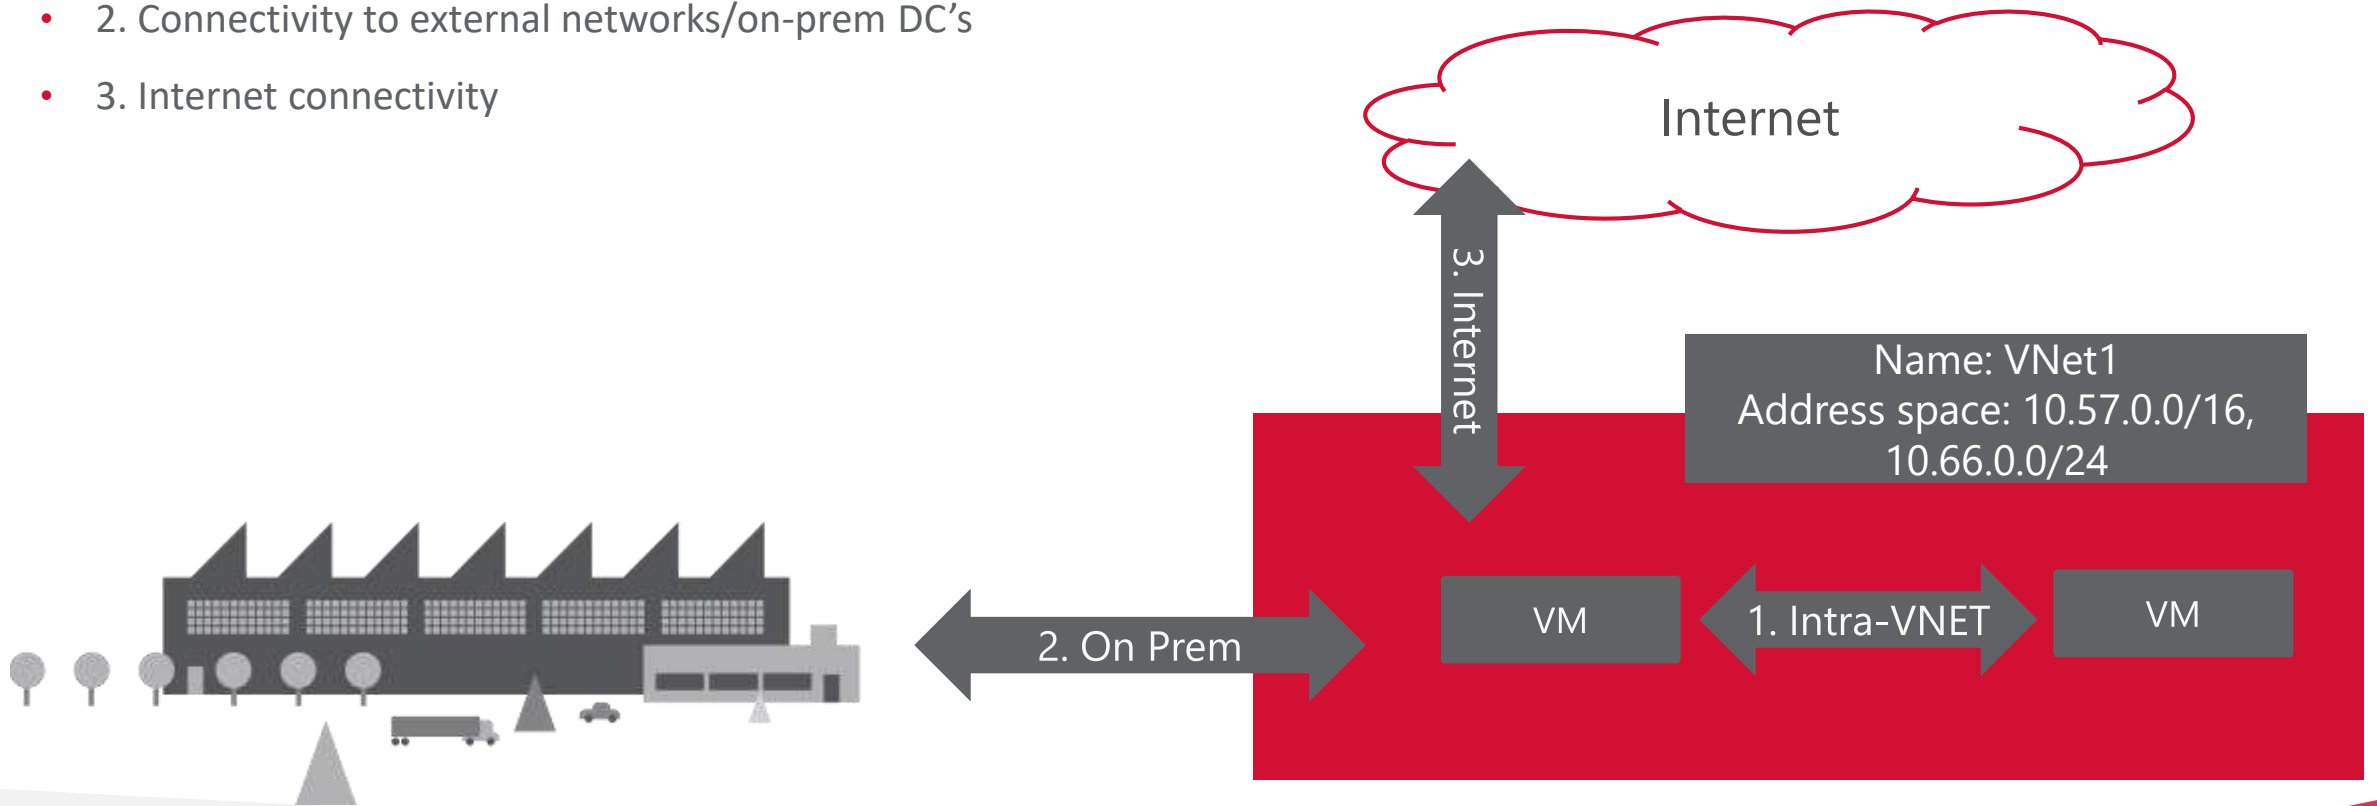 • 2. Connectivity to external networks/on-prem DC’s
• 3. Internet connectivity
Internet
3. Internet
Name: VNet1
Address space: 10.57.0.0/16,
10.66.0.0/24
2. On Prem
VM
1. Intra-VNET
VM